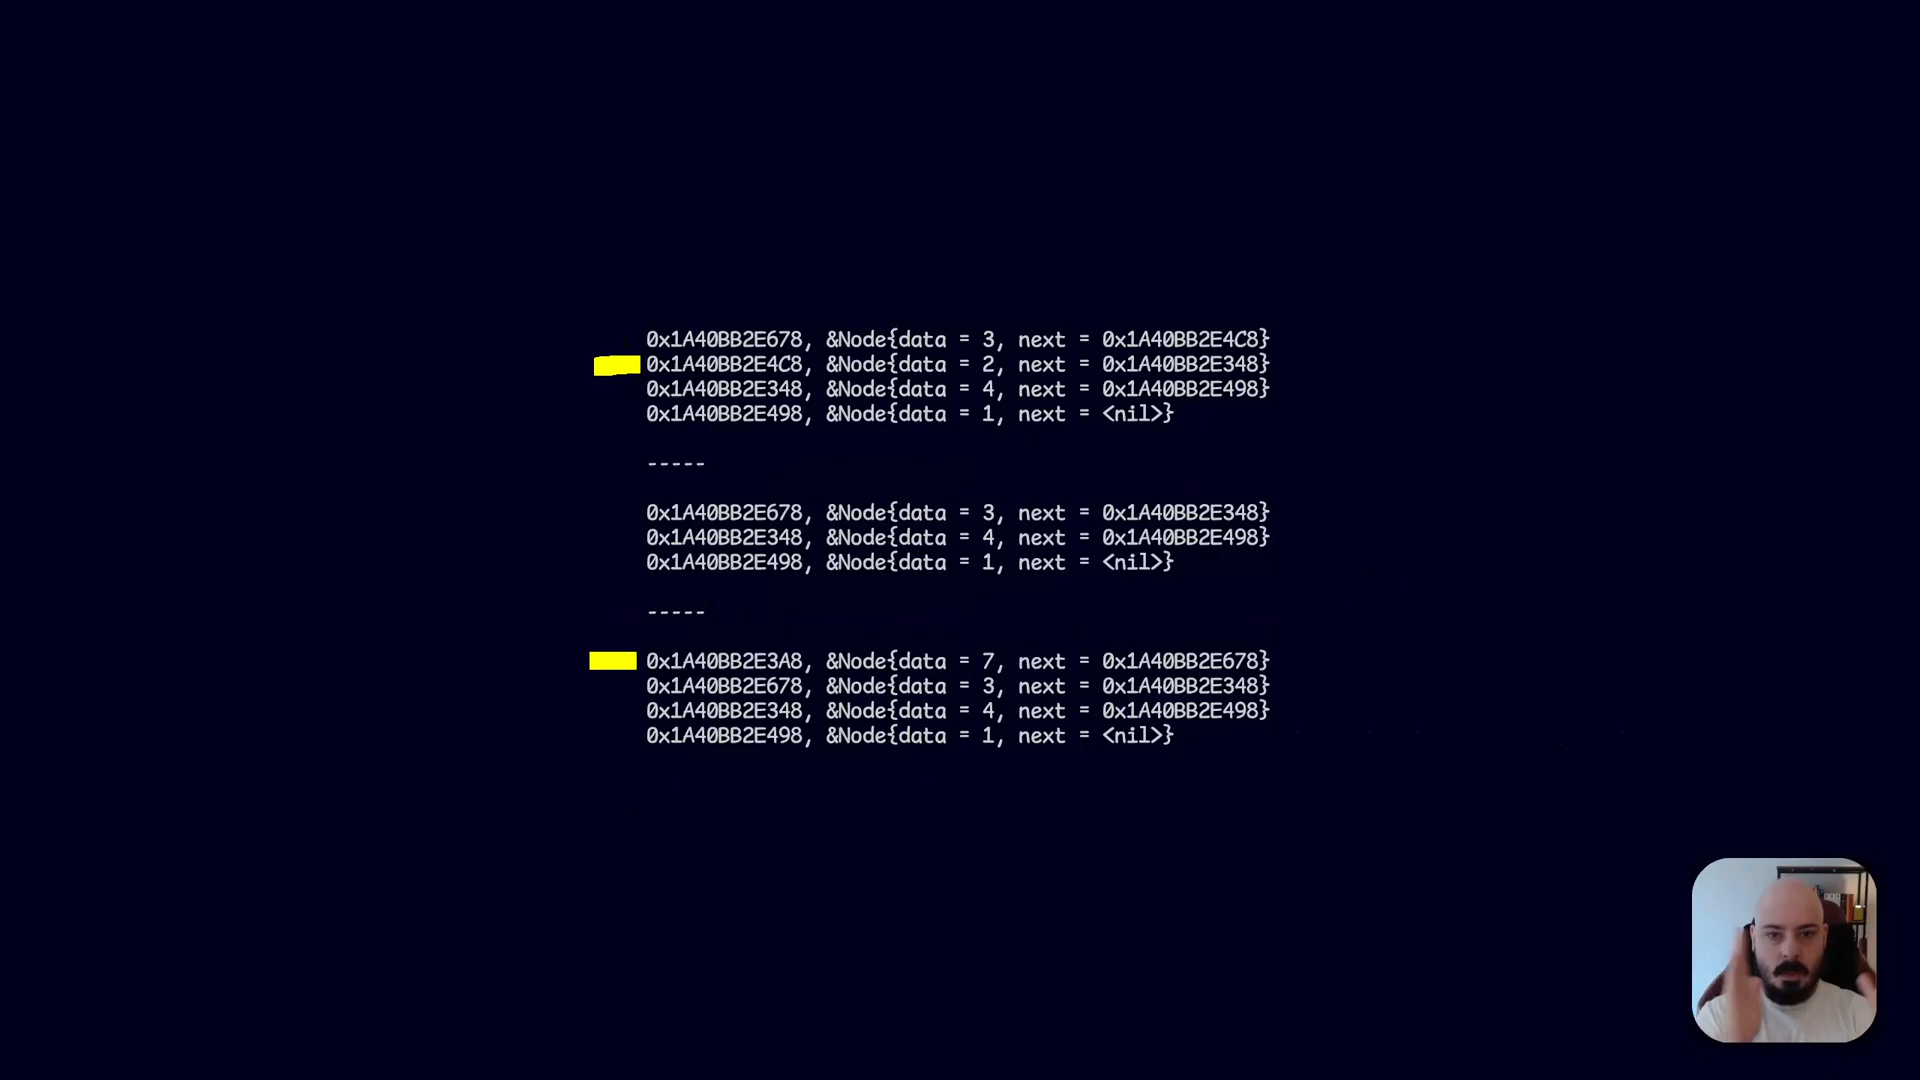 0x1A40BB2E678, &Node{data = 3, next = 0x1A40BB2E4C8}
0x1A40BB2E4C8, &Node{data = 2, next = 0x1A40BB2E348}
0x1A40BB2E348, &Node{data = 4, next = 0x1A40BB2E498}
0x1A40BB2E498, &Node{data = 1, next = <nil>}
-----
0x1A40BB2E678, &Node{data = 3, next = 0x1A40BB2E348}
0x1A40BB2E348, &Node{data = 4, next = 0x1A40BB2E498}
0x1A40BB2E498, &Node{data = 1, next = <nil>}
-----
0x1A40BB2E3A8, &Node{data = 7, next = 0x1A40BB2E678}
0x1A40BB2E678, &Node{data = 3, next = 0x1A40BB2E348}
0x1A40BB2E348, &Node{data = 4, next = 0x1A40BB2E498}
0x1A40BB2E498, &Node{data = 1, next = <nil>}